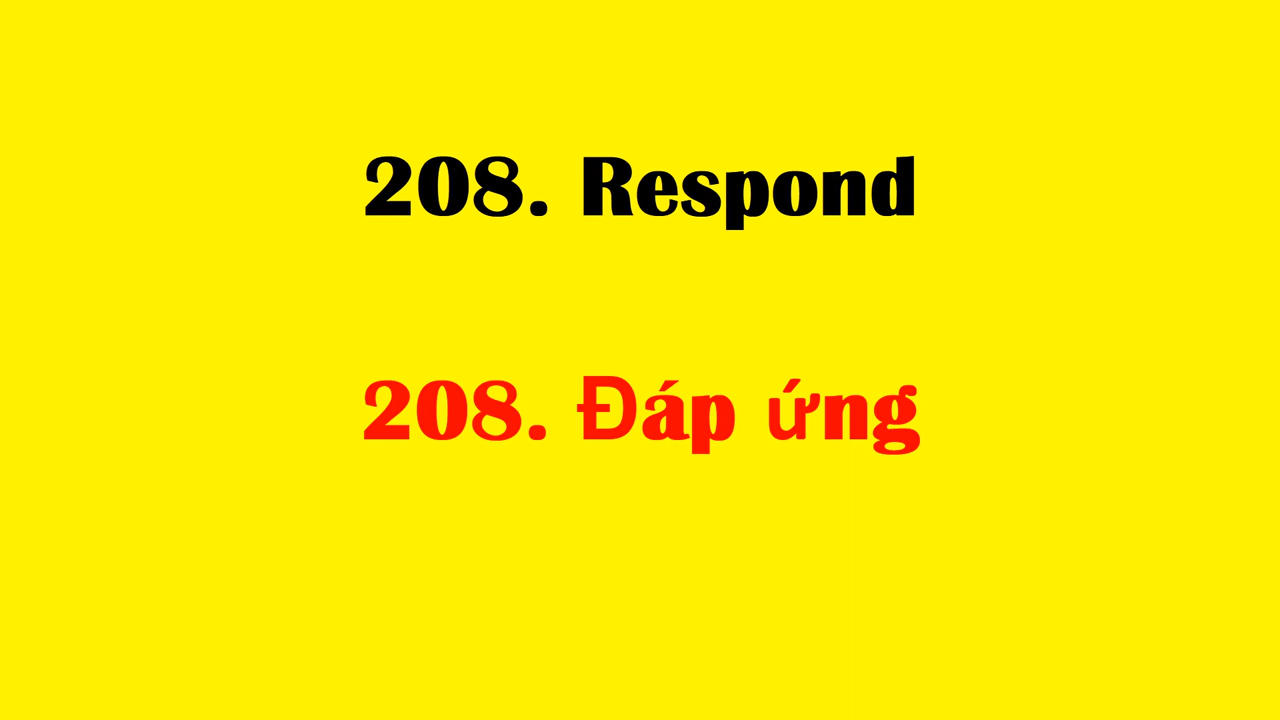 208. Respond
208. Đáp ứng